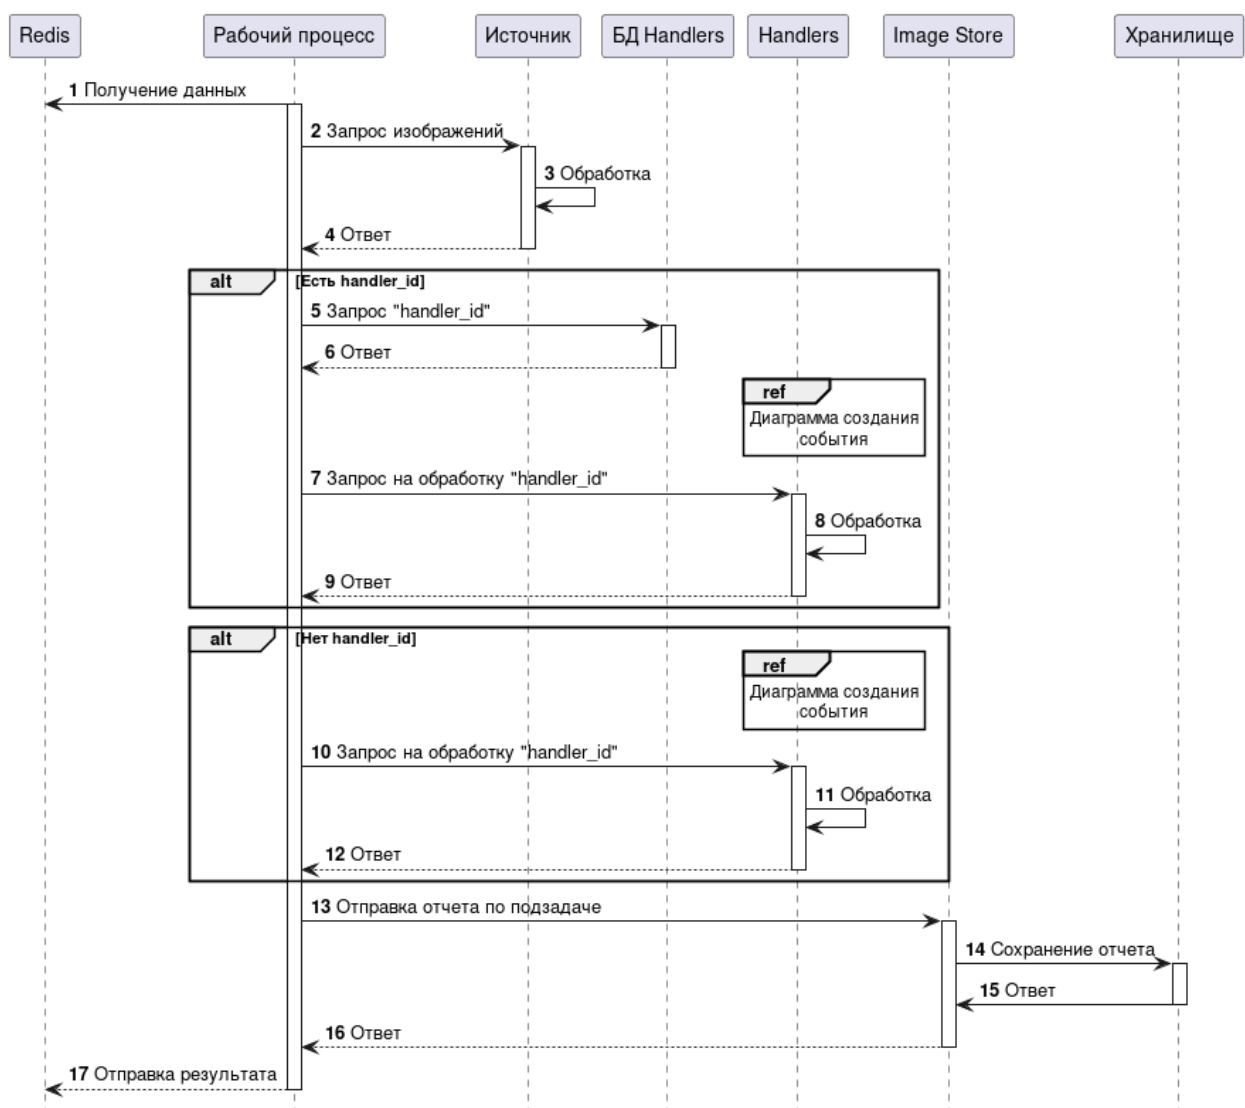 Redis
Рабочий процесс
Источник
БД Handlers
Handlers
Image Store
Хранилище
1 Получение данных
2 Запрос изображений
3 Обработка
4 Ответ
alt
[Есть handler_id]
5 Запрос "handler_id"
6 Ответ
ref
Диаграмма создания
события
7 Запрос на обработку "handler_id"
8 Обработка
9 Ответ
alt
[Нет handler_id]
ref
Диаграмма создания
события
10 Запрос на обработку "handler_id"
11 Обработка
12 Ответ
13 Отправка отчета по подзадаче
14 Сохранение отчета
15 Ответ
16 Ответ
17 Отправка результата